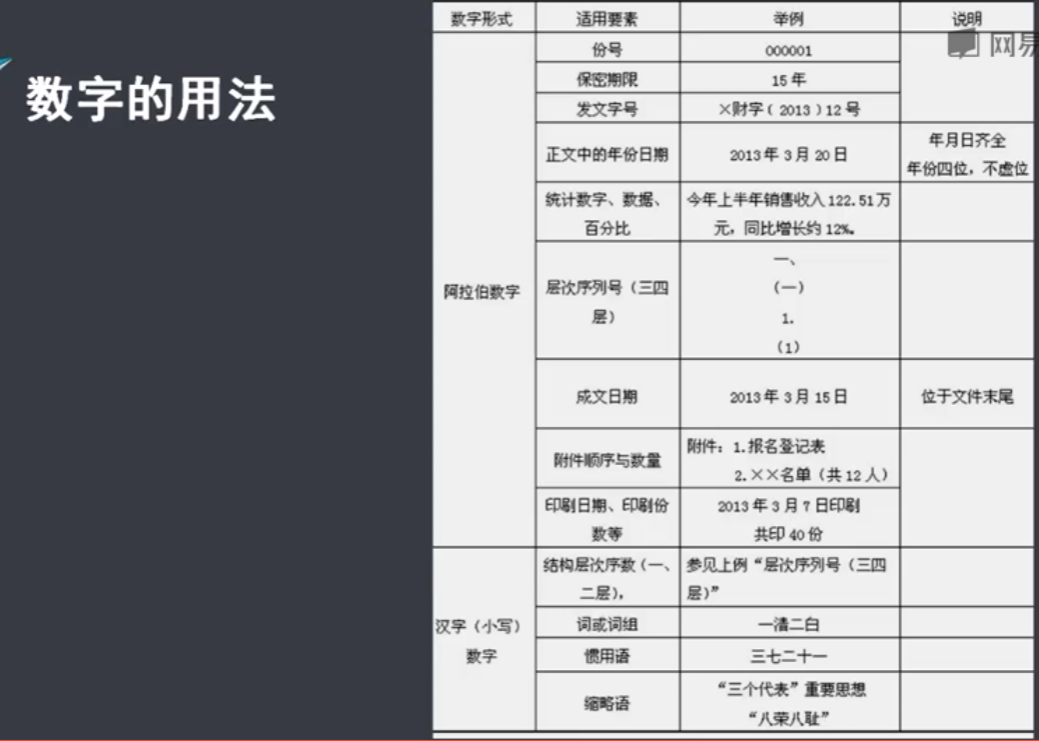 数字的用法
数字形式 适用要素 举例 说明
网易
阿拉伯数字
份号 000001
保密期限 15 年
发文字号 ×财字﹝2013﹞12 号
正文中的年份日期 2013 年 3 月 20 日
年月日齐全
年份四位，不虚位
统计数字、数据、
百分比
今年上半年销售收入 122.51 万
元，同比增长约 12%。
层次序列号（三四
层）
一、
（一）
1.
（1）
成文日期 2013 年 3 月 15 日 位于文件末尾
附件顺序与数量
附件：1.报名登记表
2.××名单（共 12 人）
印刷日期、印刷份
数等
2013 年 3 月 7 日印刷
共印 40 份
汉字（小写）
数字
结构层次序数（一、
二层），
参见上例“层次序列号（三四
层）”
词或词组 一清二白
惯用语 三七二十一
缩略语
“三个代表”重要思想
“八荣八耻”